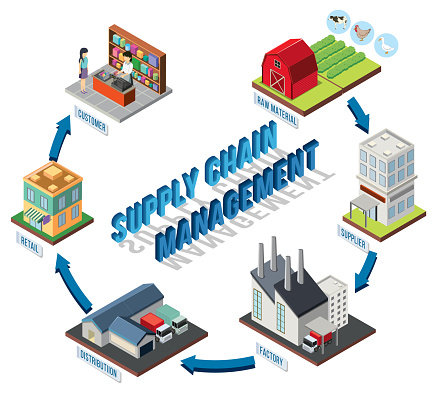 RAW MATERIAL
CUSTOMER
SUPPLY CHAIN
MANAGEMENT
SUPPLIER
RETAIL
FACTORY
DISTRIBUTION